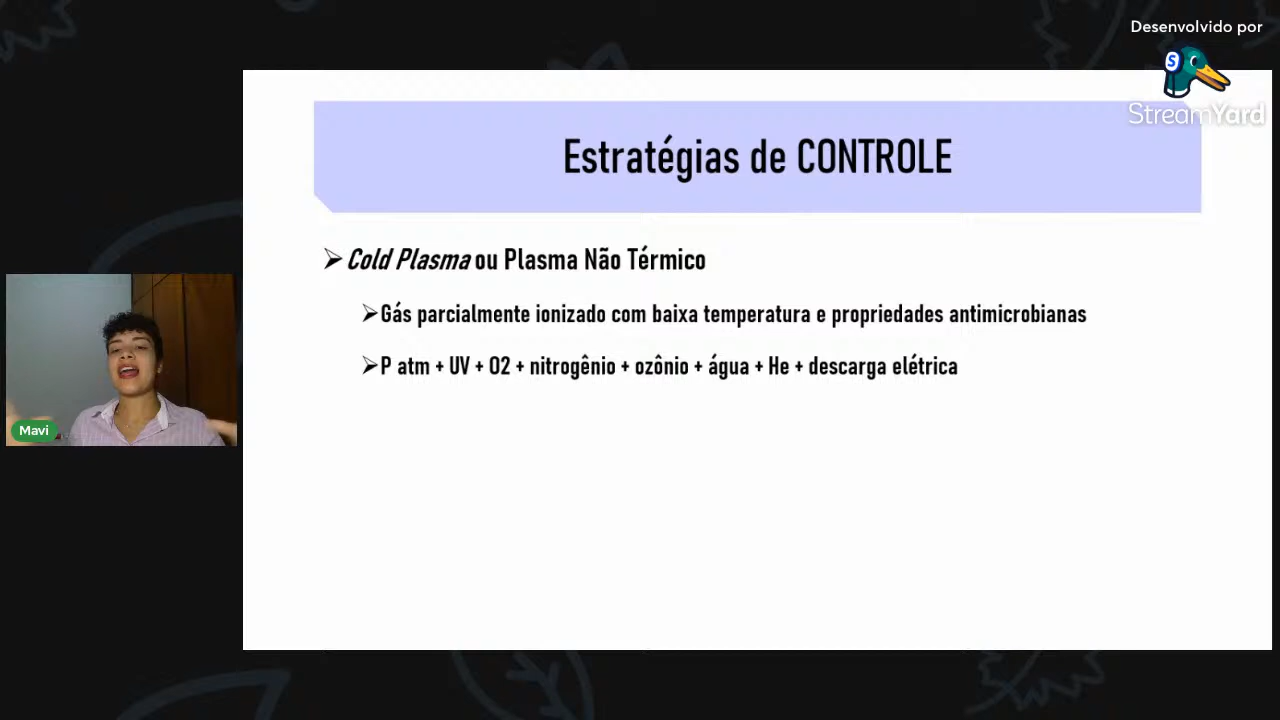 Desenvolvido por
StreamYard
Estratégias de CONTROLE
Cold Plasma ou Plasma Não Térmico
Gás parcialmente ionizado com baixa temperatura e propriedades antimicrobianas
P atm + UV + O2 + nitrogênio + ozônio + água + He + descarga elétrica
Mavi